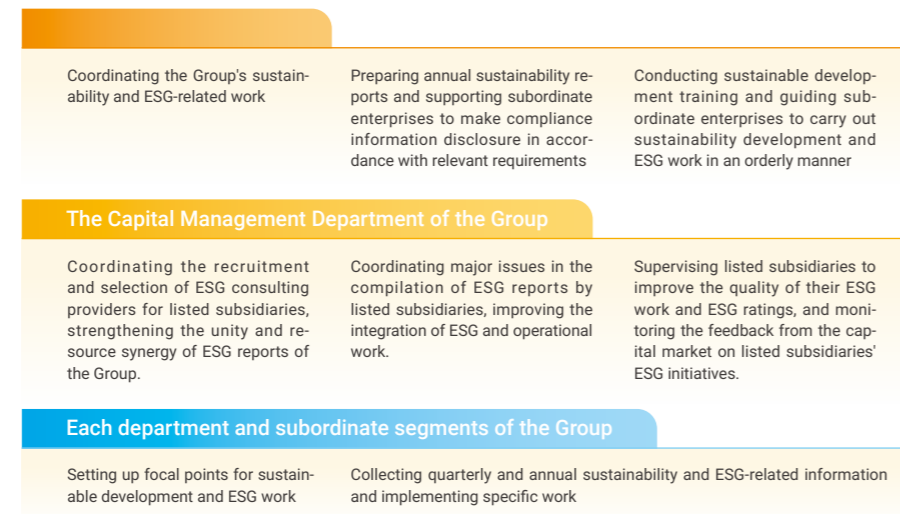 Coordinating the Group's sustain-
ability and ESG-related work
Preparing annual sustainability re-
ports and supporting subordinate
enterprises to make compliance
information disclosure in accor-
dance with relevant requirements
Conducting sustainable develop-
ment training and guiding sub-
ordinate enterprises to carry out
sustainability development and
ESG work in an orderly manner
The Capital Management Department of the Group
Coordinating the recruitment
and selection of ESG consulting
providers for listed subsidiaries,
strengthening the unity and re-
source synergy of ESG reports of
the Group.
Coordinating major issues in the
compilation of ESG reports by
listed subsidiaries, improving the
integration of ESG and operational
work.
Supervising listed subsidiaries to
improve the quality of their ESG
work and ESG ratings, and moni-
toring the feedback from the cap-
ital market on listed subsidiaries'
ESG initiatives.
Each department and subordinate segments of the Group
Setting up focal points for sustain-
able development and ESG work
Collecting quarterly and annual sustainability and ESG-related information
and implementing specific work